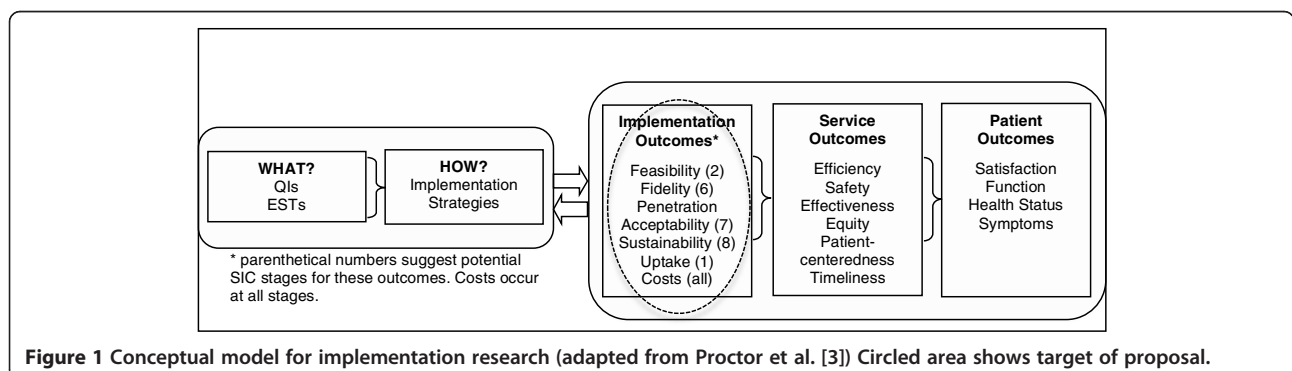 WHAT?
QIs
ESTs
HOW?
Implementation
Strategies
* parenthetical numbers suggest potential
SIC stages for these outcomes. Costs occur
at all stages.
Implementation
Outcomes*
Feasibility (2)
Fidelity (6)
Penetration
Acceptability (7)
Sustainability (8)
Uptake (1)
Costs (all)
Service
Outcomes
Efficiency
Safety
Effectiveness
Equity
Patient-
centeredness
Timeliness
Patient
Outcomes
Satisfaction
Function
Health Status
Symptoms
Figure 1 Conceptual model for implementation research (adapted from Proctor et al. [3]) Circled area shows target of proposal.